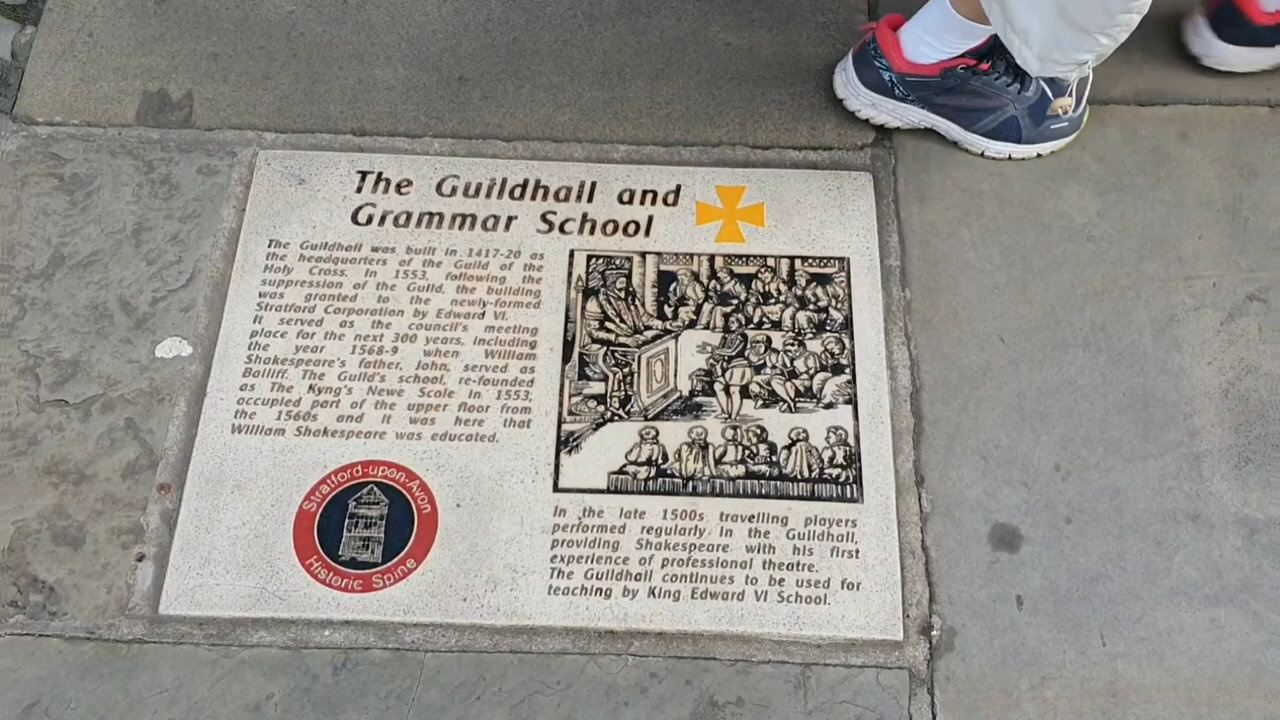 The Guildhall and
Grammar School
The Guildhall was built in 1417-20 as
the headquarters of the Guild of the
Holy Cross. In 1553, following the
suppression of the Guild, the building
was granted to the newly-formed
Stratford Corporation by Edward VI.
It served as the council's meeting
place for the next 300 years, including
the year 1568-9 when William
Shakespeare's father, John, served as
Bailiff. The Guild's school, re-founded
as The Kyng's Newe Scole in 1553,
occupied part of the upper floor from
the 1560s and it was here that
William Shakespeare was educated.
Stratford-upon-Avon
Historic Spine
In the late 1500s travelling players
performed regularly in the Guildhall,
providing Shakespeare with his first
experience of professional theatre.
The Guildhall continues to be used for
teaching by King Edward VI School.